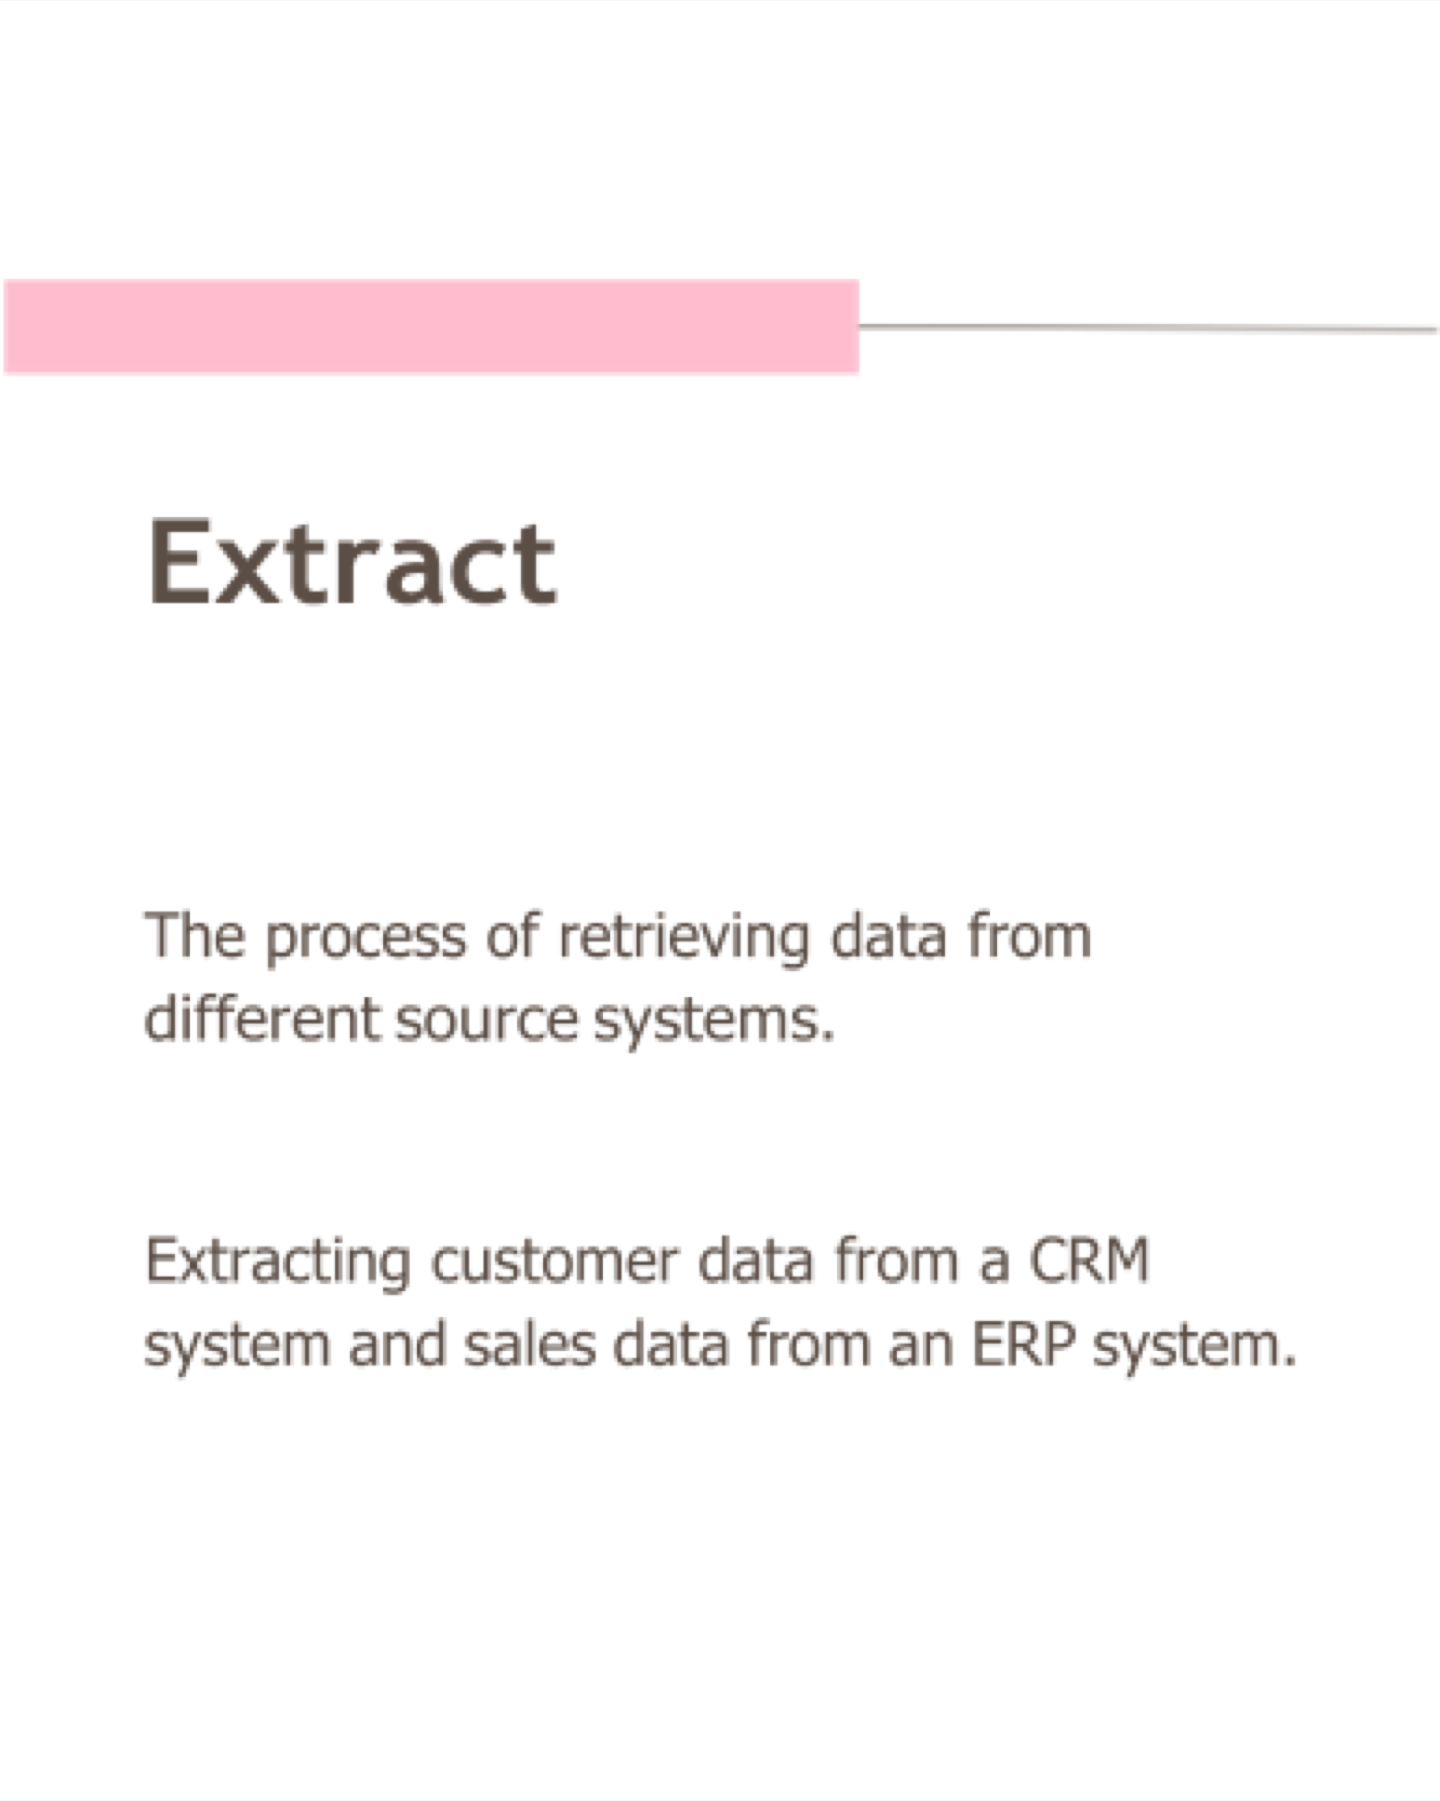 Extract
The process of retrieving data from
different source systems.
Extracting customer data from a CRM
system and sales data from an ERP system.